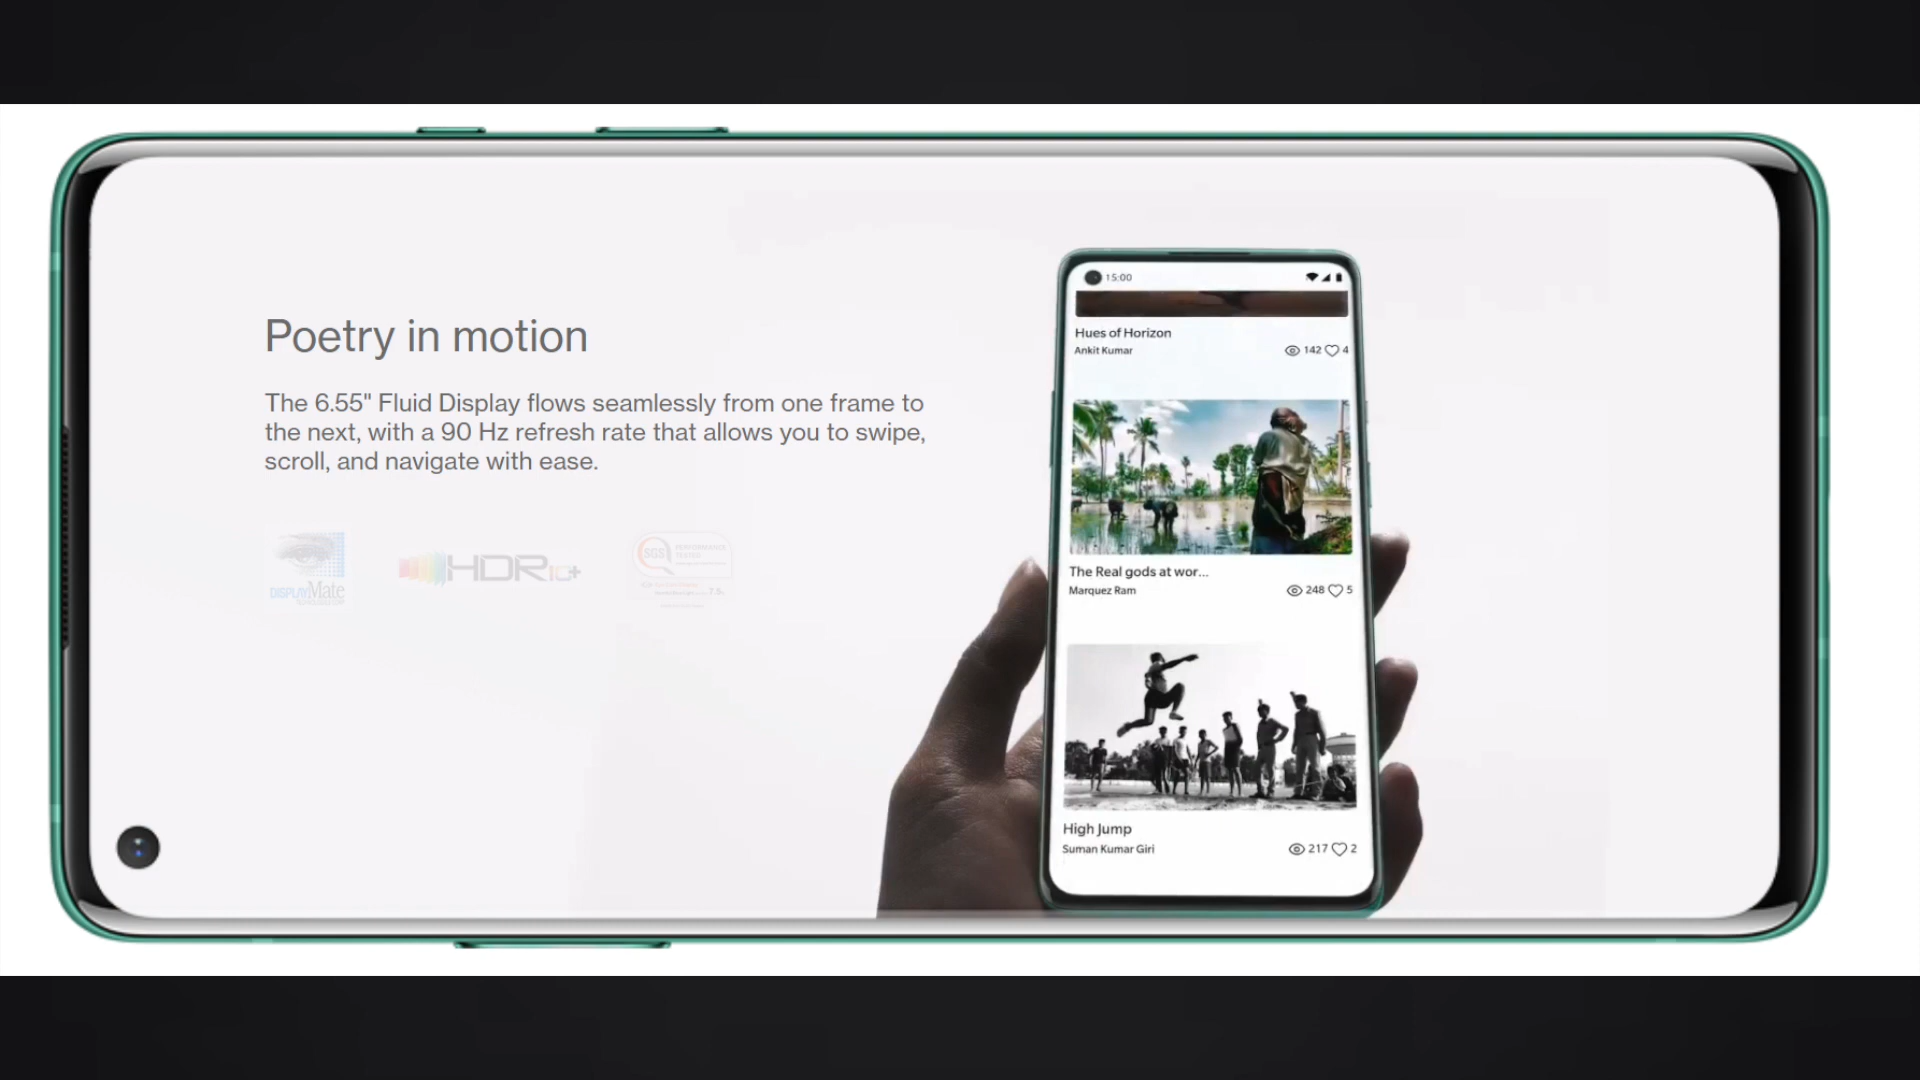 Poetry in motion
The 6.55" Fluid Display flows seamlessly from one frame to
the next, with a 90 Hz refresh rate that allows you to swipe,
scroll, and navigate with ease.
DISPLAYMate
HDR10+
SGS PERFORMANCE
TESTED
15:00
Hues of Horizon
Ankit Kumar 142 4
The Real gods at wor...
Marquez Ram 248 5
High Jump
Suman Kumar Giri 217 2